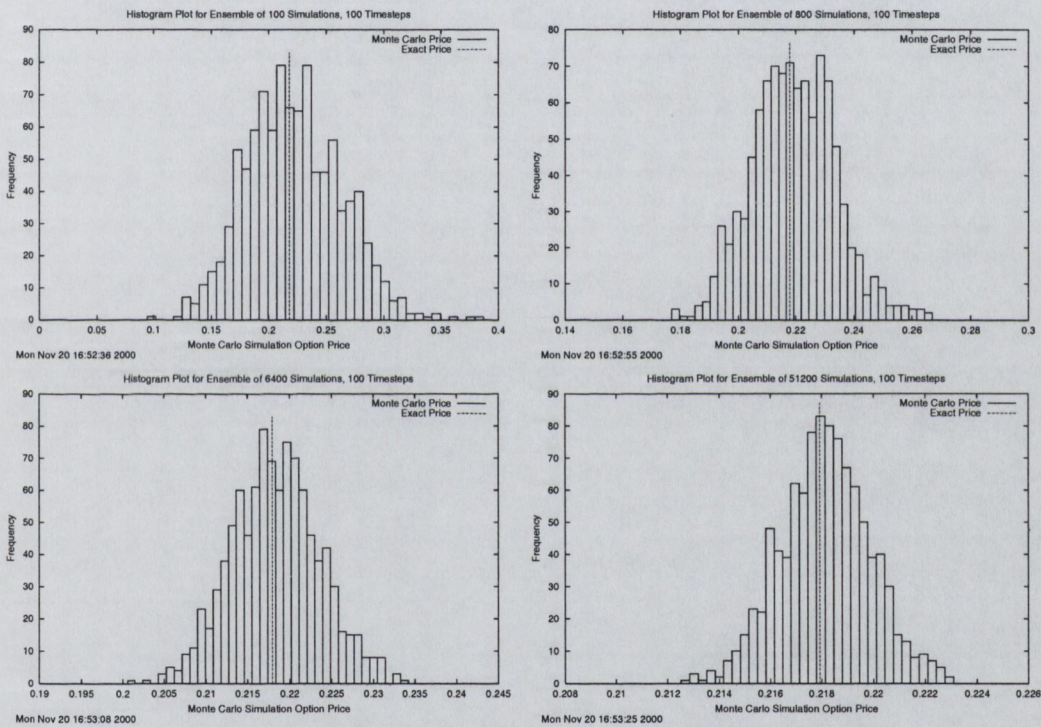 Histogram Plot for Ensemble of 100 Simulations, 100 Timesteps
90
80
70
60
50
40
30
20
10
0
Frequency
Monte Carlo Price
Exact Price
0 0.05 0.1 0.15 0.2 0.25 0.3 0.35 0.4
Monte Carlo Simulation Option Price
Mon Nov 20 16:52:36 2000
Histogram Plot for Ensemble of 800 Simulations, 100 Timesteps
80
70
60
50
40
30
20
10
0
Frequency
Monte Carlo Price
Exact Price
0.14 0.16 0.18 0.2 0.22 0.24 0.26 0.28 0.3
Monte Carlo Simulation Option Price
Mon Nov 20 16:52:55 2000
Histogram Plot for Ensemble of 6400 Simulations, 100 Timesteps
90
80
70
60
50
40
30
20
10
0
Frequency
Monte Carlo Price
Exact Price
0.19 0.195 0.2 0.205 0.21 0.215 0.22 0.225 0.23 0.235 0.24 0.245
Monte Carlo Simulation Option Price
Mon Nov 20 16:53:08 2000
Histogram Plot for Ensemble of 51200 Simulations, 100 Timesteps
90
80
70
60
50
40
30
20
10
0
Frequency
Monte Carlo Price
Exact Price
0.208 0.21 0.212 0.214 0.216 0.218 0.22 0.222 0.224 0.226
Monte Carlo Simulation Option Price
Mon Nov 20 16:53:25 2000